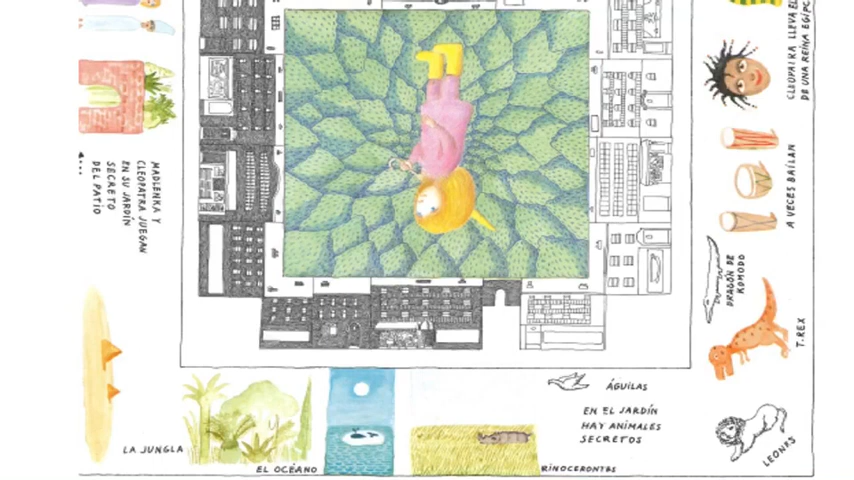 CLEOPATRA LLEVA EL
DE UNA REINA EGIPC
A VECES BAILAN
DRAGÓN DE
KOMODO
T. REX
LEONES
ÁGUILAS
EN EL JARDÍN
HAY ANIMALES
SECRETOS
RINOCERONTES
EL OCÉANO
LA JUNGLA
MADLENKA Y
CLEOPATRA JUEGAN
EN SU JARDÍN
SECRETO
DEL PATIO